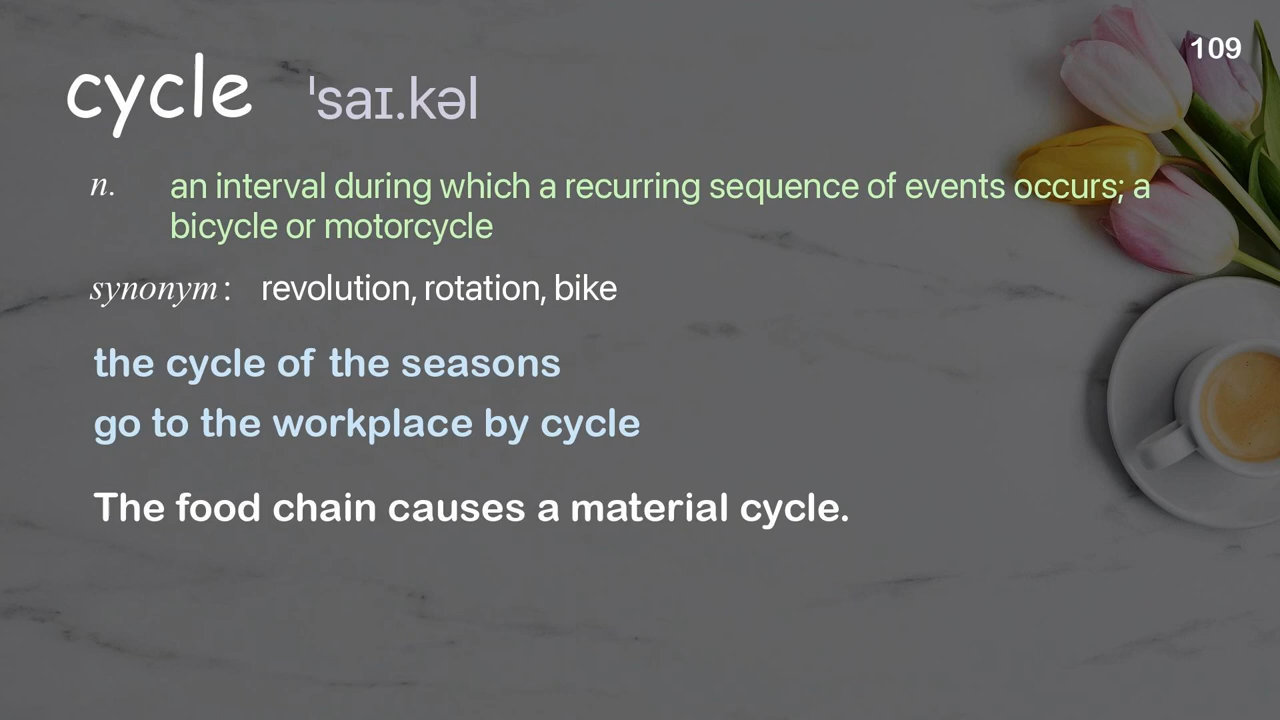 109
cycle ˈsaɪ.kəl
n. an interval during which a recurring sequence of events occurs; a
bicycle or motorcycle
synonym : revolution, rotation, bike
the cycle of the seasons
go to the workplace by cycle
The food chain causes a material cycle.